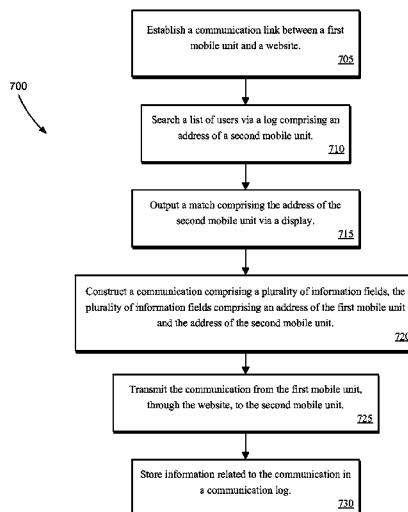 Establish a communication link between a first
mobile unit and a website.
705
700
Search a list of users via a log comprising an
address of a second mobile unit.
710
Output a match comprising the address of the
second mobile unit via a display.
715
Construct a communication comprising a plurality of information fields, the
plurality of information fields comprising an address of the first mobile unit
and the address of the second mobile unit.
720
Transmit the communication from the first mobile unit,
through the website, to the second mobile unit.
725
Store information related to the communication in
a communication log.
730